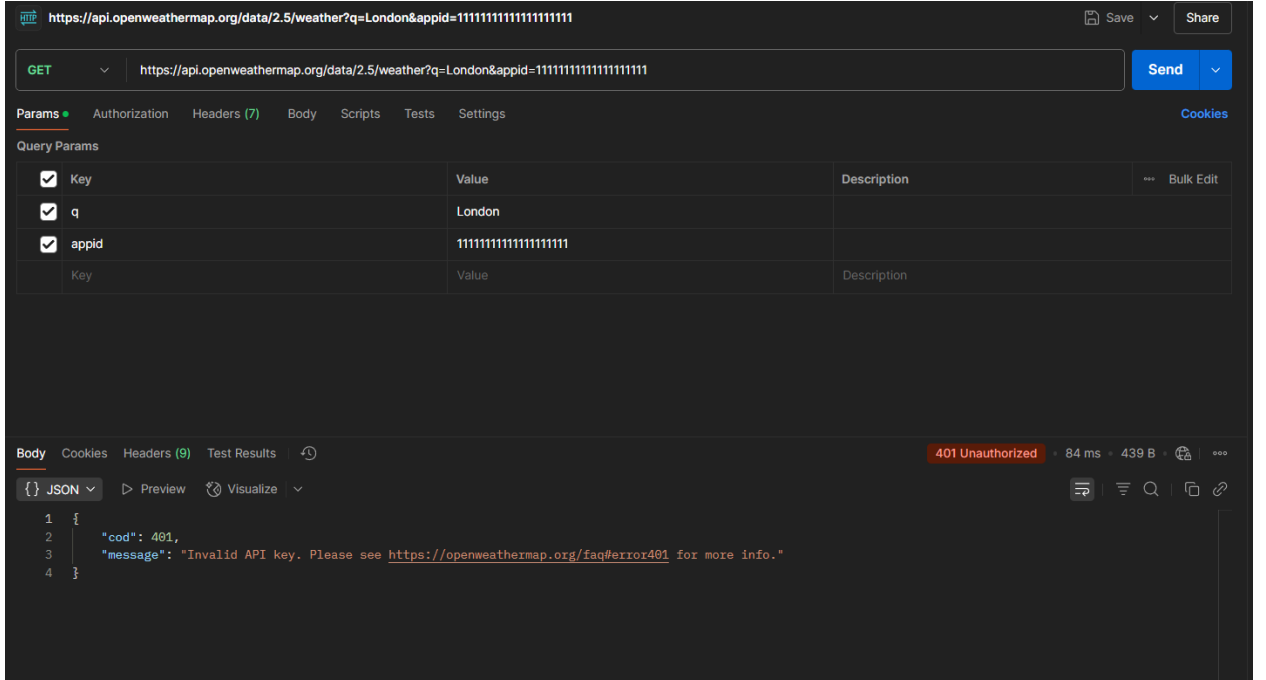 HTTP https://api.openweathermap.org/data/2.5/weather?q=London&appid=11111111111111111111 Save Share
GET https://api.openweathermap.org/data/2.5/weather?q=London&appid=11111111111111111111 Send
Params Authorization Headers (7) Body Scripts Tests Settings Cookies
Query Params
Key Value Description Bulk Edit
q London
appid 11111111111111111111
Key Value Description
Body Cookies Headers (9) Test Results 401 Unauthorized 84 ms 439 B
{} JSON Preview Visualize
1 {
2 "cod": 401,
3 "message": "Invalid API key. Please see https://openweathermap.org/faq#error401 for more info."
4 }